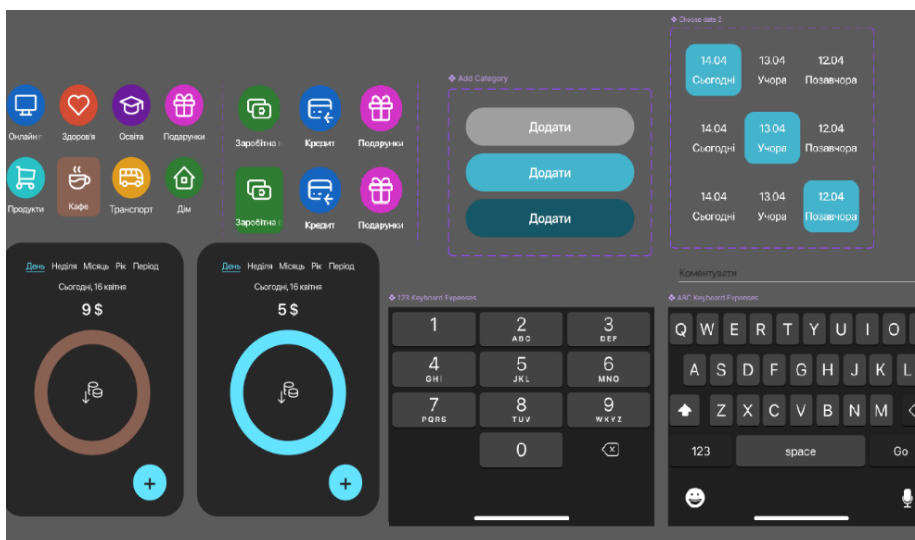 Choose date 2
14.04 13.04 12.04
Сьогодні Учора Позавчора
14.04 13.04 12.04
Сьогодні Учора Позавчора
14.04 13.04 12.04
Сьогодні Учора Позавчора
Add Category
Додати
Додати
Додати
Здоров'я Освіта Подарунки
Продукти Кафе Транспорт Дім
Заробітна Кредит Подарунки
Заробітна Кредит Подарунки
День Неділя Місяць Рік Період
Сьогодні, 16 квітня
9 $
+
День Неділя Місяць Рік Період
Сьогодні, 16 квітня
5 $
+
123 Keyboard Expenses
1 2 3
ABC DEF
4 5 6
GHI JKL MNO
7 8 9
PQRS TUV WXYZ
0
Коментувати
ABC Keyboard Expenses
Q W E R T Y U I O
A S D F G H J K L
Z X C V B N M
123 space Go